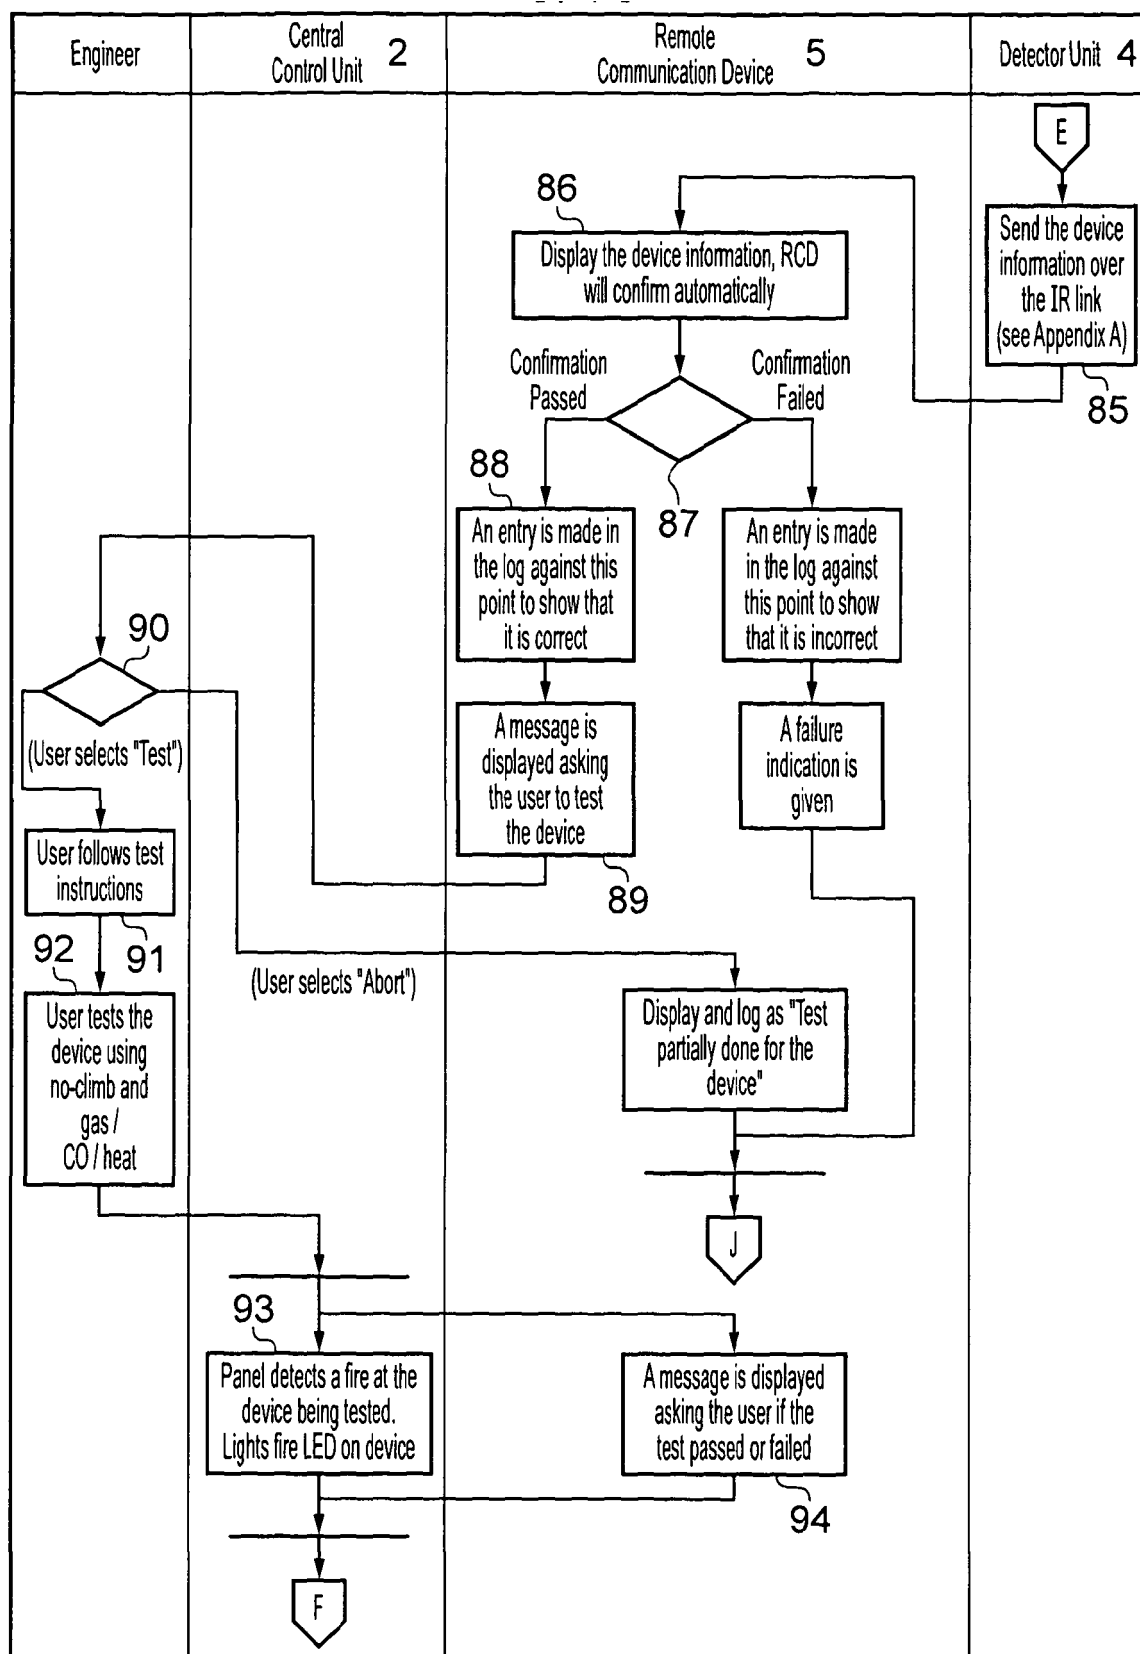 Engineer
Central
Control Unit 2
Remote
Communication Device 5
Detector Unit 4
E
86
Send the device
information over
the IR link
(see Appendix A)
85
Display the device information, RCD
will confirm automatically
Confirmation
Passed
Confirmation
Failed
87
88
An entry is made in
the log against this
point to show that
it is correct
An entry is made
in the log against
this point to show
that it is incorrect
90
(User selects "Test")
A message is
displayed asking
the user to test
the device
89
A failure
indication is
given
User follows test
instructions
91
92
(User selects "Abort")
User tests the
device using
no-climb and
gas /
CO / heat
Display and log as "Test
partially done for the
device"
J
93
Panel detects a fire at the
device being tested.
Lights fire LED on device
A message is displayed
asking the user if the
test passed or failed
94
F